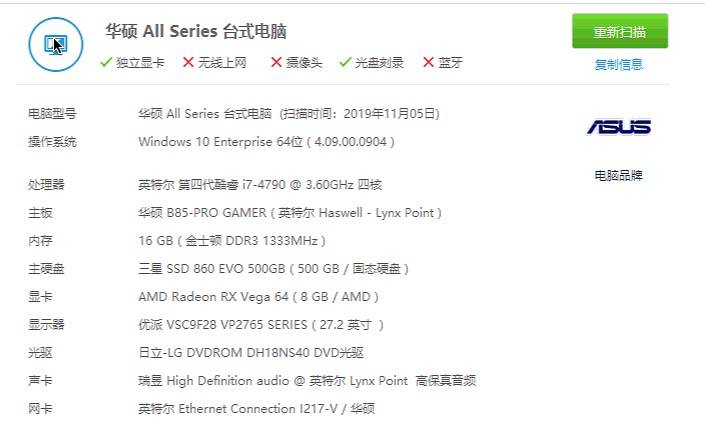 华硕 All Series 台式电脑
重新扫描
独立显卡 无线上网 摄像头 光盘刻录 蓝牙
复制信息
电脑型号 华硕 All Series 台式电脑 (扫描时间：2019年11月05日)
操作系统 Windows 10 Enterprise 64位 ( 4.09.00.0904 )
ASUS
电脑品牌
处理器 英特尔 第四代酷睿 i7-4790 @ 3.60GHz 四核
主板 华硕 B85-PRO GAMER ( 英特尔 Haswell - Lynx Point )
内存 16 GB ( 金士顿 DDR3 1333MHz )
主硬盘 三星 SSD 860 EVO 500GB ( 500 GB / 固态硬盘 )
显卡 AMD Radeon RX Vega 64 ( 8 GB / AMD )
显示器 优派 VSC9F28 VP2765 SERIES ( 27.2 英寸 )
光驱 日立-LG DVDROM DH18NS40 DVD光驱
声卡 瑞昱 High Definition audio @ 英特尔 Lynx Point 高保真音频
网卡 英特尔 Ethernet Connection I217-V / 华硕